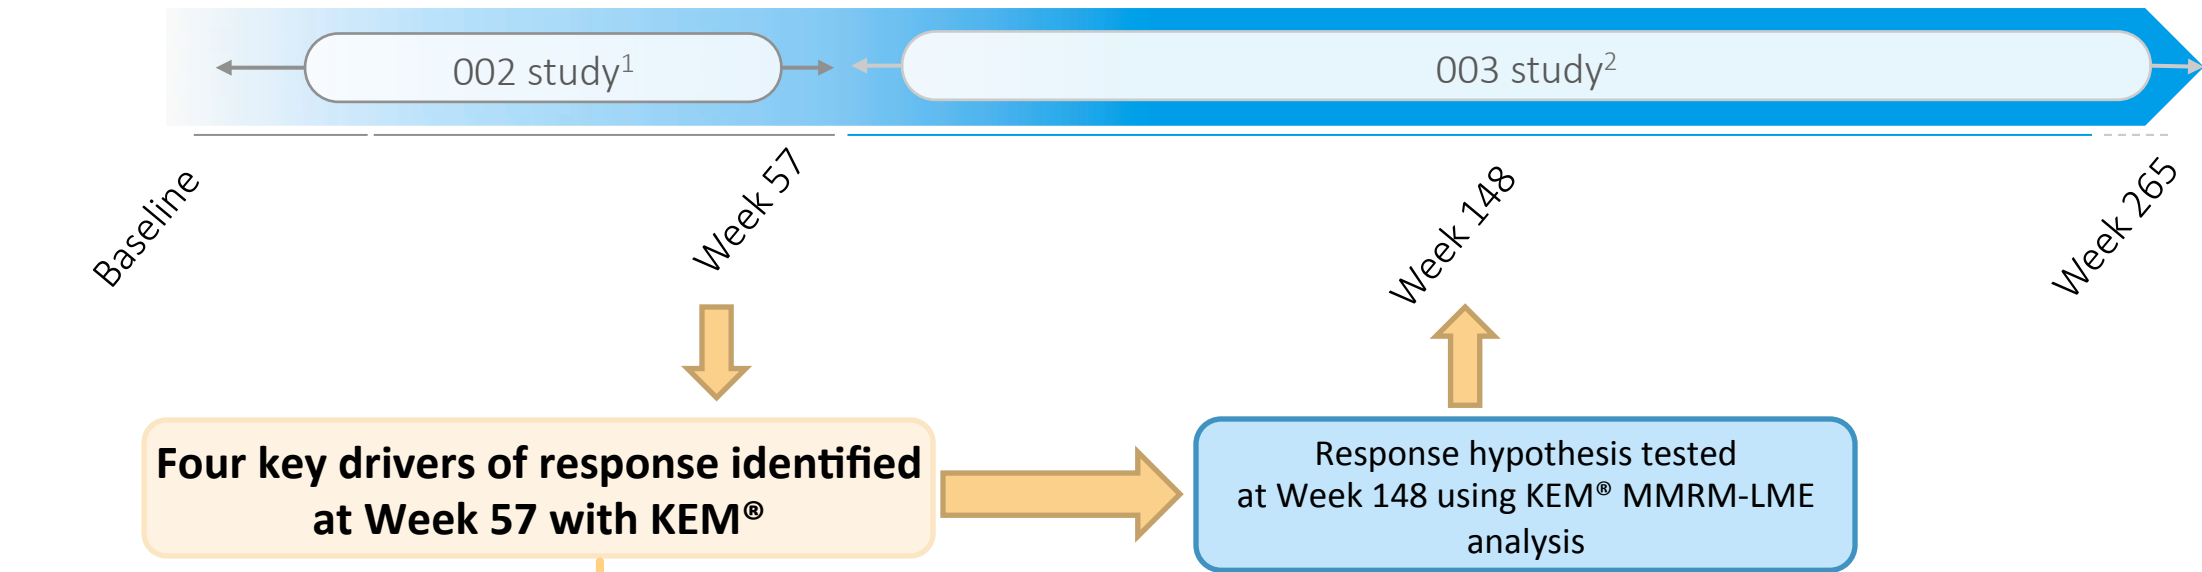 002 study¹
003 study²
Baseline
Week 57
Week 148
Week 265
Four key drivers of response identified
at Week 57 with KEM®
Response hypothesis tested
at Week 148 using KEM® MMRM-LME
analysis